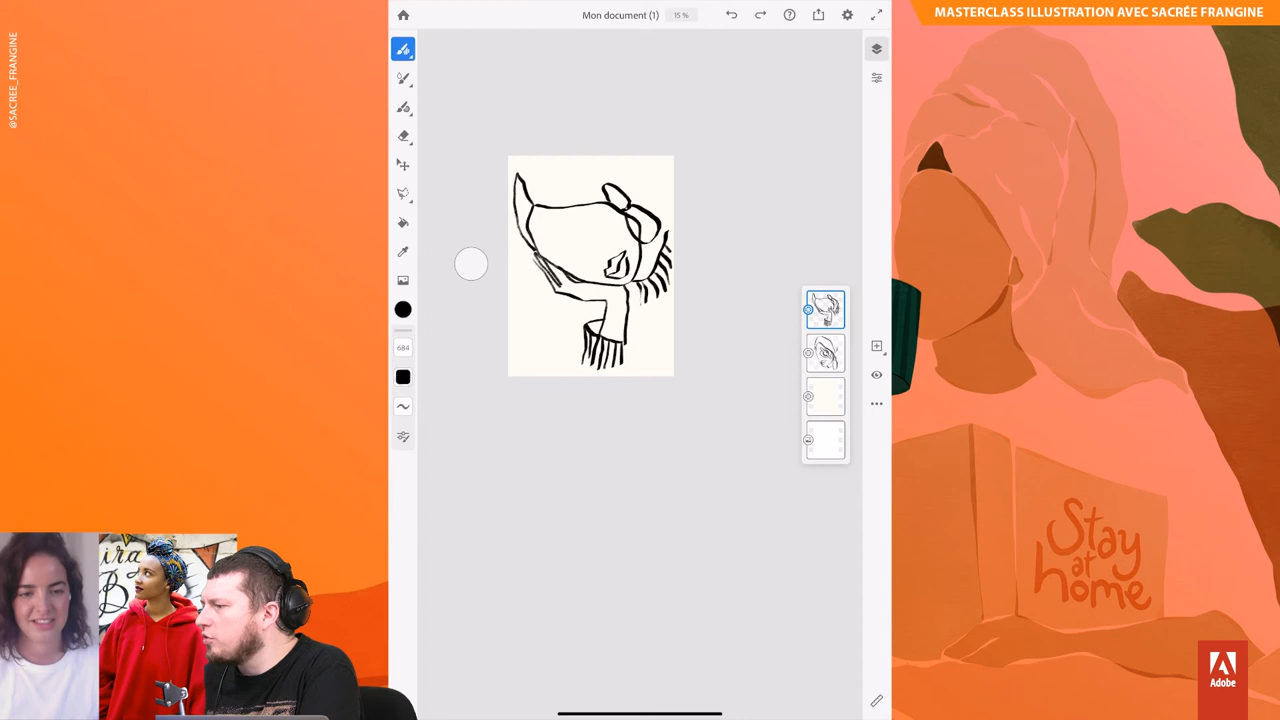 @SACREE_FRANGINE
Mon document (1)
15 %
MASTERCLASS ILLUSTRATION AVEC SACRÉE FRANGINE
684
Stay
at
home
Adobe